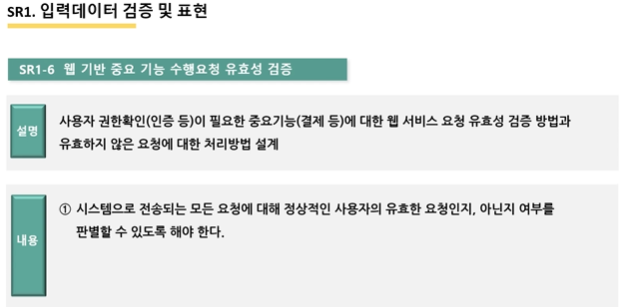 SR1. 입력데이터 검증 및 표현
SR1-6 웹 기반 중요 기능 수행요청 유효성 검증
설명
사용자 권한확인(인증 등)이 필요한 중요기능(결제 등)에 대한 웹 서비스 요청 유효성 검증 방법과
유효하지 않은 요청에 대한 처리방법 설계
내용
① 시스템으로 전송되는 모든 요청에 대해 정상적인 사용자의 유효한 요청인지, 아닌지 여부를
판별할 수 있도록 해야 한다.